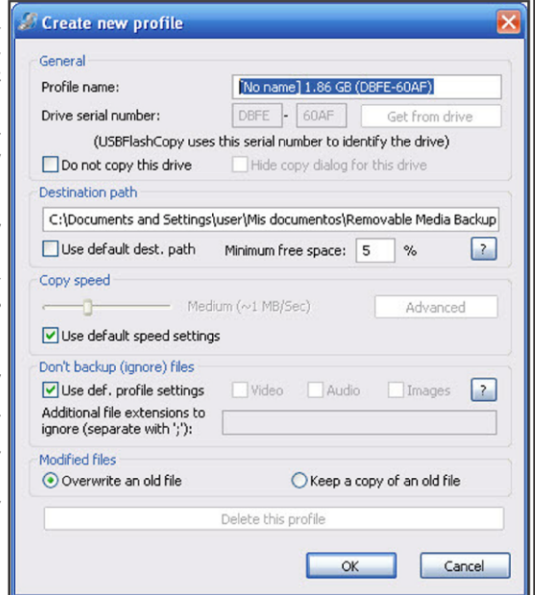 Create new profile
General
Profile name: [No name] 1.86 GB (DBFE-60AF)
Drive serial number: DBFE - 60AF Get from drive
(USBFlashCopy uses this serial number to identify the drive)
Do not copy this drive Hide copy dialog for this drive
Destination path
C:\Documents and Settings\user\Mis documentos\Removable Media Backup
Use default dest. path Minimum free space: 5 % ?
Copy speed
Medium (~1 MB/Sec) Advanced
Use default speed settings
Don't backup (ignore) files
Use def. profile settings Video Audio Images ?
Additional file extensions to
ignore (separate with ';'):
Modified files
Overwrite an old file Keep a copy of an old file
Delete this profile
OK Cancel